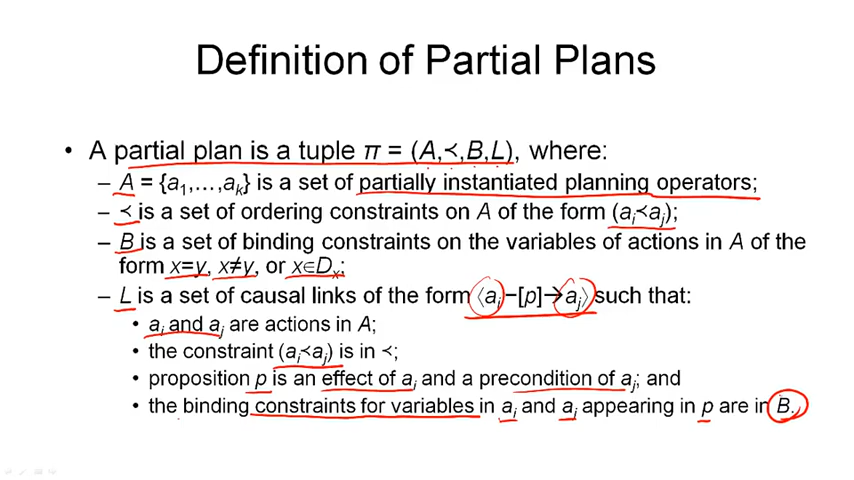 Definition of Partial Plans
• A partial plan is a tuple π = (A,≺,B,L), where:
– A = {a1,…,ak} is a set of partially instantiated planning operators;
– ≺ is a set of ordering constraints on A of the form (ai≺aj);
– B is a set of binding constraints on the variables of actions in A of the
form x=y, x≠y, or x∈Dx;
– L is a set of causal links of the form ⟨ai−[p]→aj⟩ such that:
• ai and aj are actions in A;
• the constraint (ai≺aj) is in ≺;
• proposition p is an effect of ai and a precondition of aj; and
• the binding constraints for variables in ai and aj appearing in p are in B.